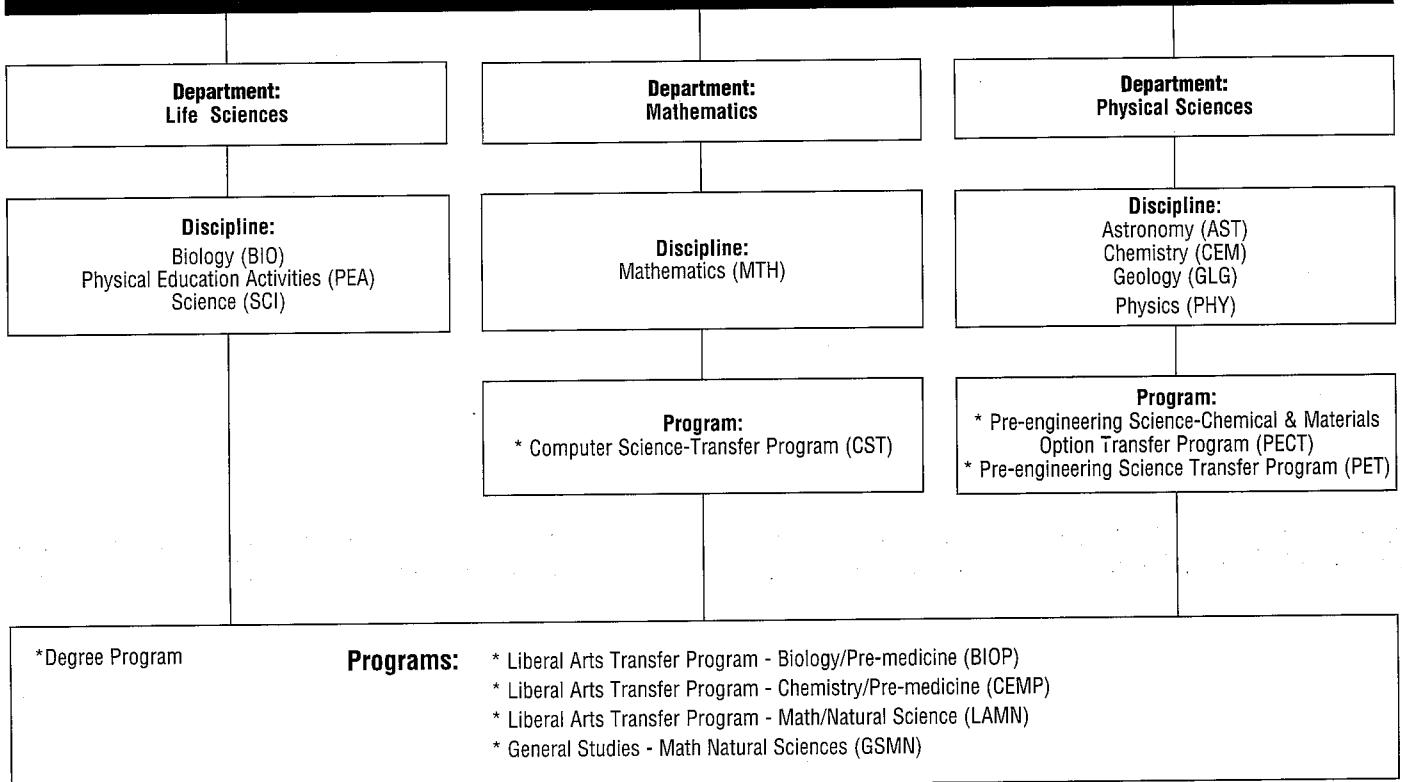 Department:
Life Sciences
Department:
Mathematics
Department:
Physical Sciences
Discipline:
Biology (BIO)
Physical Education Activities (PEA)
Science (SCI)
Discipline:
Mathematics (MTH)
Discipline:
Astronomy (AST)
Chemistry (CEM)
Geology (GLG)
Physics (PHY)
Program:
* Computer Science-Transfer Program (CST)
Program:
* Pre-engineering Science-Chemical & Materials
Option Transfer Program (PECT)
* Pre-engineering Science Transfer Program (PET)
*Degree Program
Programs:
* Liberal Arts Transfer Program - Biology/Pre-medicine (BIOP)
* Liberal Arts Transfer Program - Chemistry/Pre-medicine (CEMP)
* Liberal Arts Transfer Program - Math/Natural Science (LAMN)
* General Studies - Math Natural Sciences (GSMN)